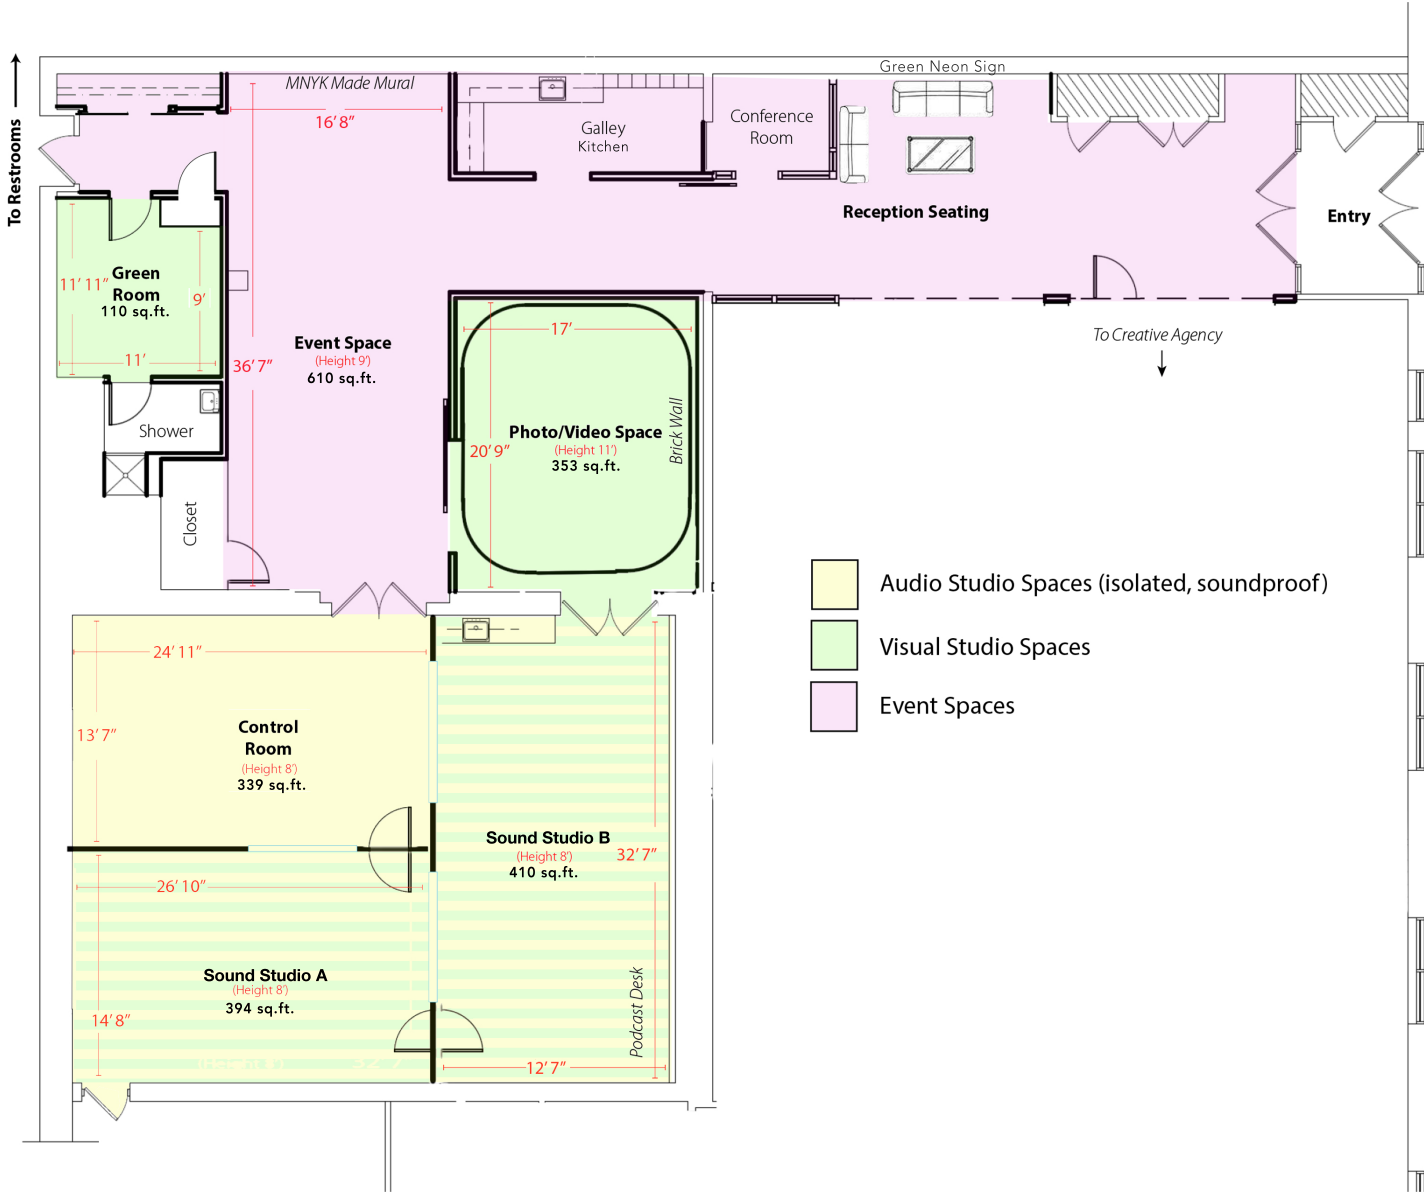 Green Neon Sign
MNYK Made Mural
16’ 8”
Galley
Kitchen
Conference
Room
To Restrooms
Reception Seating
Entry
Green
Room
110 sq.ft.
11’ 11”
9’
11’
Event Space
(Height 9’)
610 sq.ft.
36’ 7”
17’
Photo/Video Space
(Height 11’)
353 sq.ft.
20’ 9”
Brick Wall
To Creative Agency
Shower
Closet
Audio Studio Spaces (isolated, soundproof)
Visual Studio Spaces
Event Spaces
24’ 11”
13’ 7”
Control
Room
(Height 8’)
339 sq.ft.
Sound Studio B
(Height 8’)
410 sq.ft.
32’ 7”
26’ 10”
Sound Studio A
(Height 8’)
394 sq.ft.
14’ 8”
Podcast Desk
12’ 7”